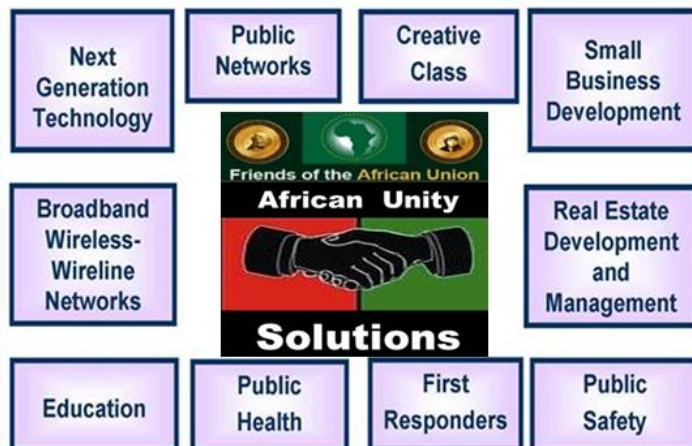 Next
Generation
Technology
Public
Networks
Creative
Class
Small
Business
Development
Friends of the African Union
African Unity
Solutions
Broadband
Wireless-
Wireline
Networks
Real Estate
Development
and
Management
Education
Public
Health
First
Responders
Public
Safety